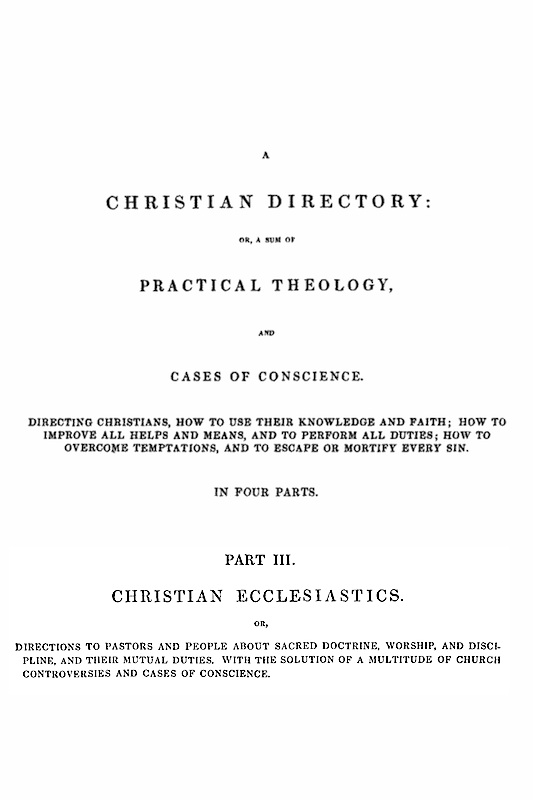 A
CHRISTIAN DIRECTORY:
OR, A SUM OF
PRACTICAL THEOLOGY,
AND
CASES OF CONSCIENCE.
DIRECTING CHRISTIANS, HOW TO USE THEIR KNOWLEDGE AND FAITH; HOW TO
IMPROVE ALL HELPS AND MEANS, AND TO PERFORM ALL DUTIES; HOW TO
OVERCOME TEMPTATIONS, AND TO ESCAPE OR MORTIFY EVERY SIN.
IN FOUR PARTS.
PART III.
CHRISTIAN ECCLESIASTICS.
OR,
DIRECTIONS TO PASTORS AND PEOPLE ABOUT SACRED DOCTRINE, WORSHIP, AND DISCI-
PLINE, AND THEIR MUTUAL DUTIES. WITH THE SOLUTION OF A MULTITUDE OF CHURCH
CONTROVERSIES AND CASES OF CONSCIENCE.